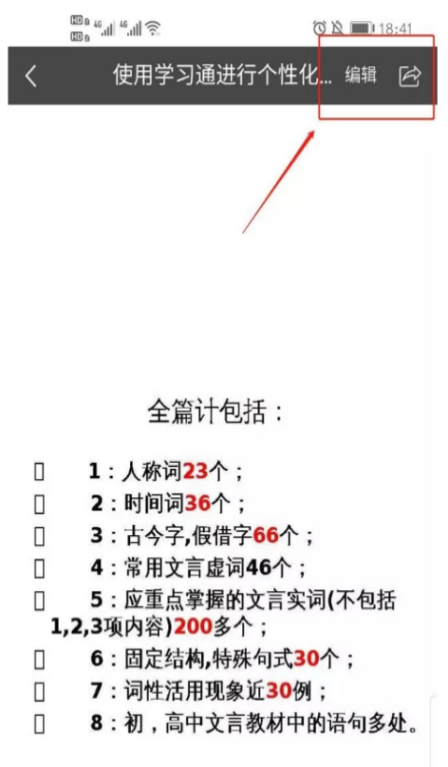 HD 4G 4G 18:41
HD
使用学习通进行个性化... 编辑
全篇计包括：
1：人称词23个；
2：时间词36个；
3：古今字,假借字66个；
4：常用文言虚词46个；
5：应重点掌握的文言实词(不包括
1,2,3项内容)200多个；
6：固定结构,特殊句式30个；
7：词性活用现象近30例；
8：初，高中文言教材中的语句多处。